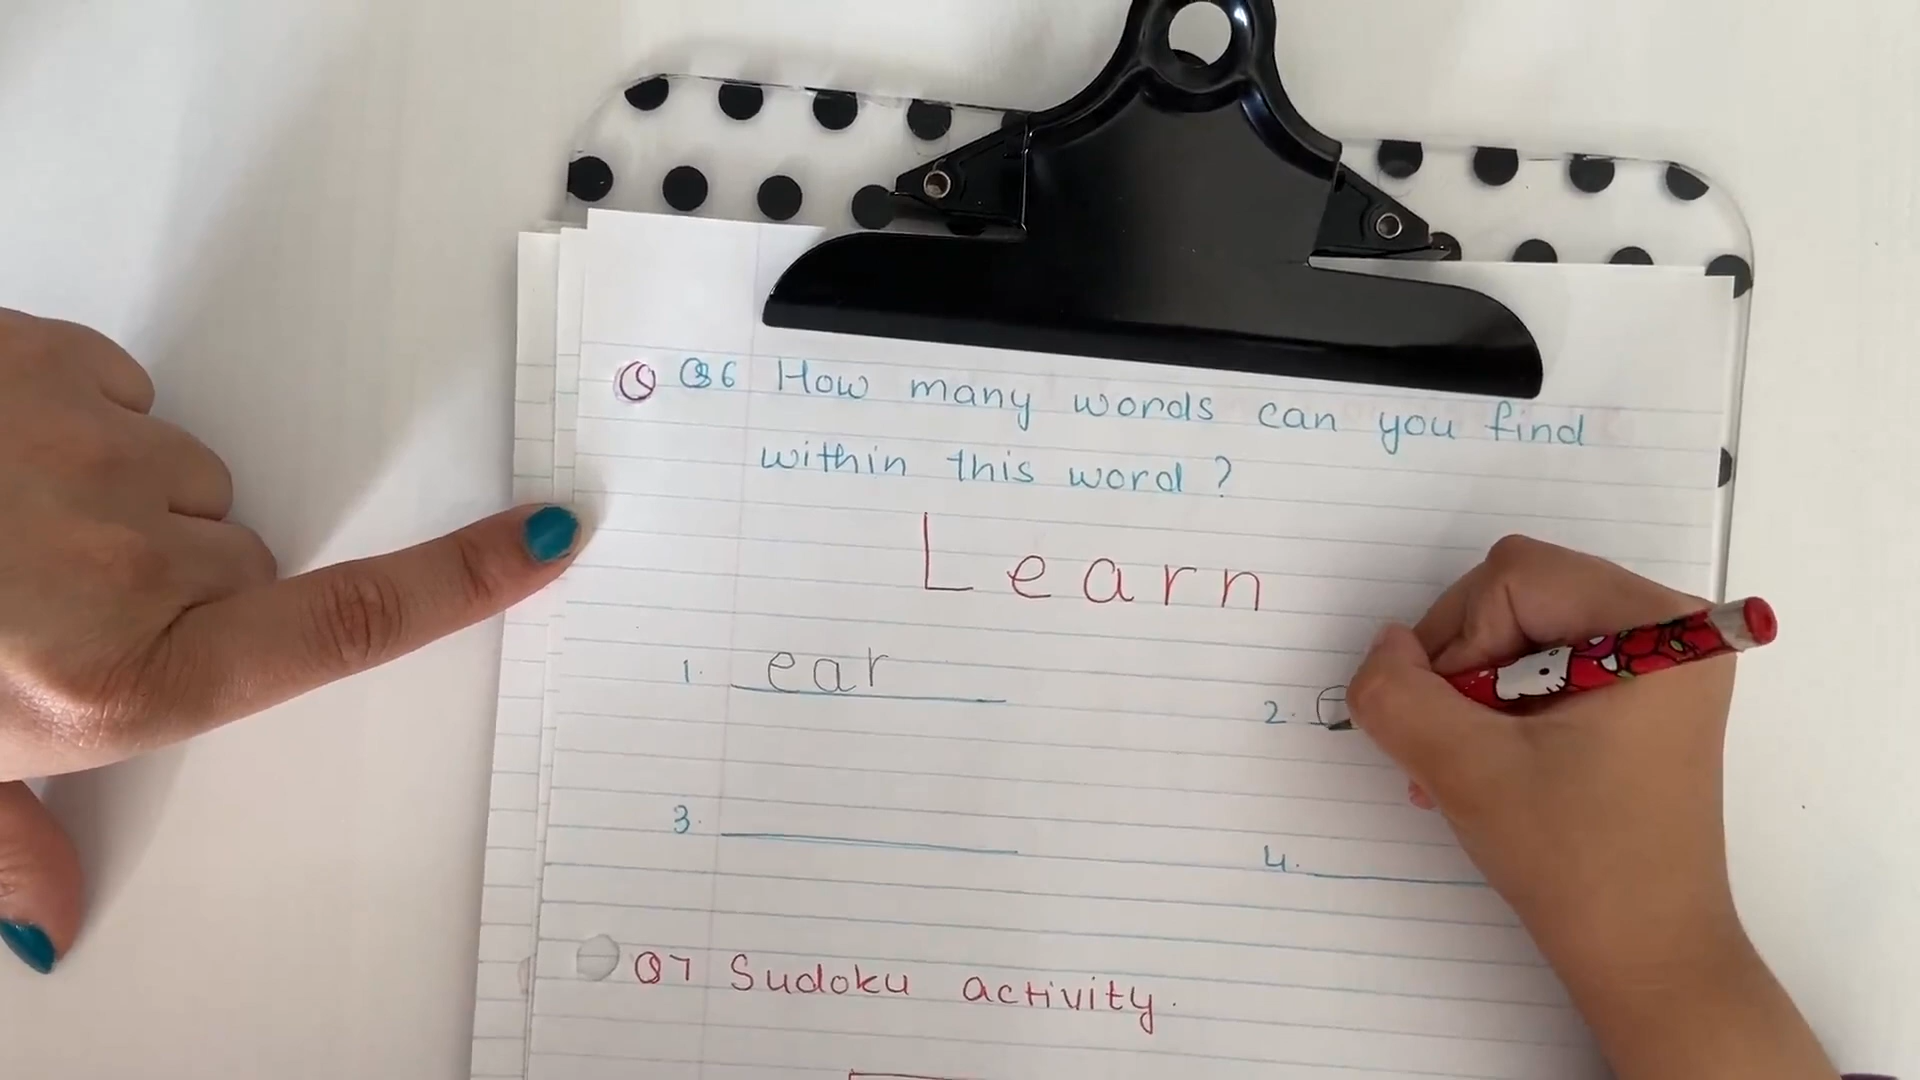 Q6 How many words can you find
within this word?
Learn
1. ear
2. e
3.
4.
Q7 Sudoku activity.